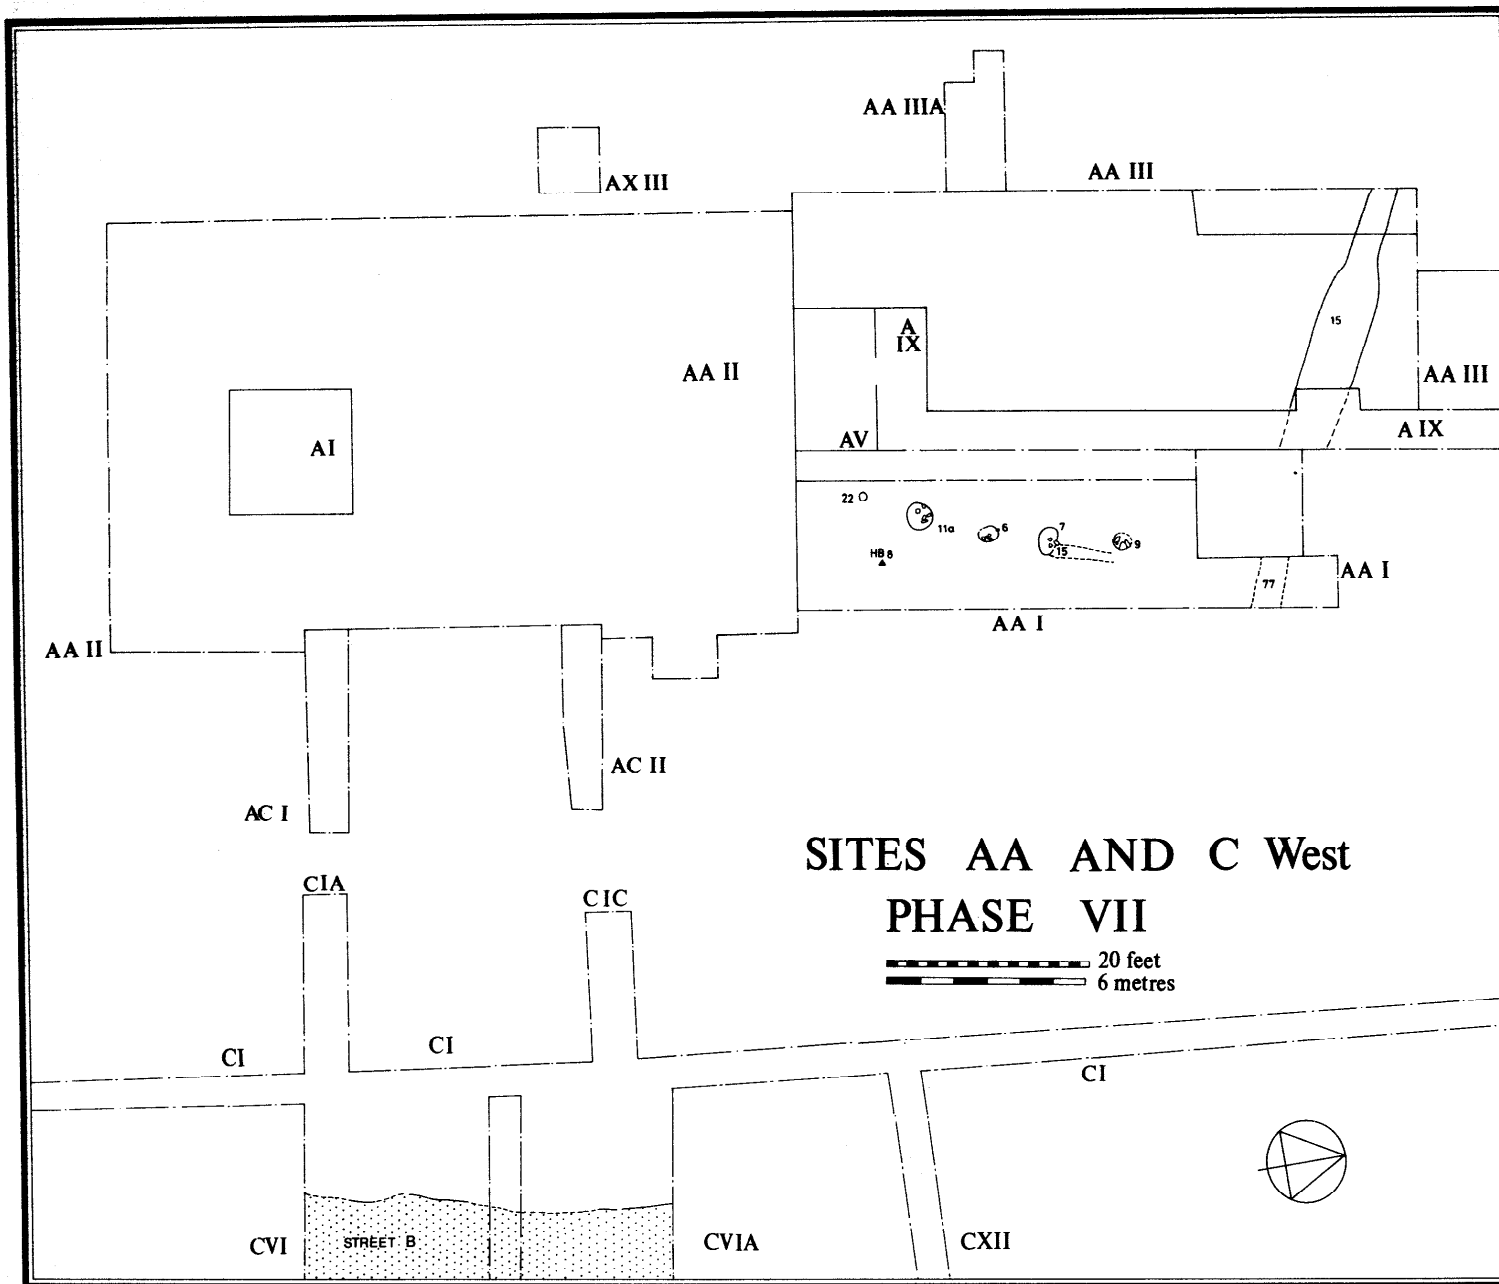 AA IIIA
AA III
AX III
A
IX
15
AA II
AA III
AI
AV
A IX
22
11a
6
7
15
9
HB 8
77
AA I
AA I
AA II
AC II
AC I
SITES AA AND C West
PHASE VII
20 feet
6 metres
CIA
CIC
CI
CI
CI
CVI
STREET B
CVIA
CXII